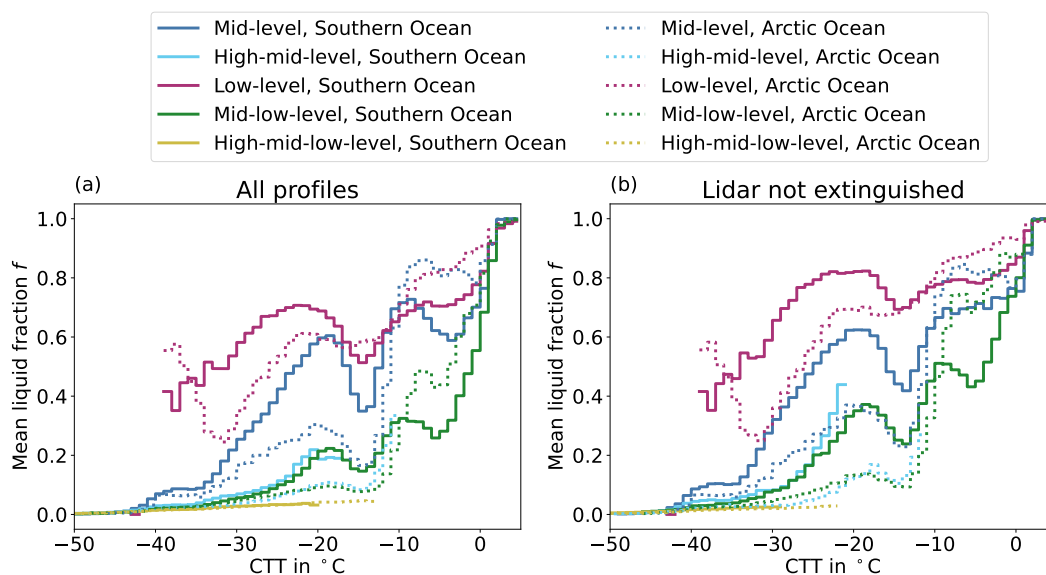 Mid-level, Southern Ocean
High-mid-level, Southern Ocean
Low-level, Southern Ocean
Mid-low-level, Southern Ocean
High-mid-low-level, Southern Ocean
Mid-level, Arctic Ocean
High-mid-level, Arctic Ocean
Low-level, Arctic Ocean
Mid-low-level, Arctic Ocean
High-mid-low-level, Arctic Ocean
(a)
All profiles
Mean liquid fraction f
1.0
0.8
0.6
0.4
0.2
0.0
−50 −40 −30 −20 −10 0
CTT in °C
(b)
Lidar not extinguished
Mean liquid fraction f
1.0
0.8
0.6
0.4
0.2
0.0
−50 −40 −30 −20 −10 0
CTT in °C